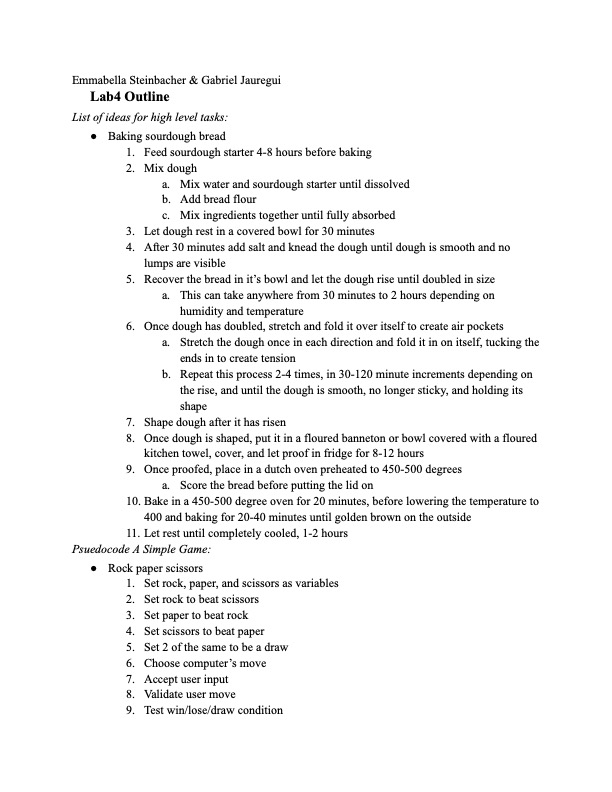 Emmabella Steinbacher & Gabriel Jauregui
Lab4 Outline
List of ideas for high level tasks:
● Baking sourdough bread
1. Feed sourdough starter 4-8 hours before baking
2. Mix dough
a. Mix water and sourdough starter until dissolved
b. Add bread flour
c. Mix ingredients together until fully absorbed
3. Let dough rest in a covered bowl for 30 minutes
4. After 30 minutes add salt and knead the dough until dough is smooth and no
lumps are visible
5. Recover the bread in it’s bowl and let the dough rise until doubled in size
a. This can take anywhere from 30 minutes to 2 hours depending on
humidity and temperature
6. Once dough has doubled, stretch and fold it over itself to create air pockets
a. Stretch the dough once in each direction and fold it in on itself, tucking the
ends in to create tension
b. Repeat this process 2-4 times, in 30-120 minute increments depending on
the rise, and until the dough is smooth, no longer sticky, and holding its
shape
7. Shape dough after it has risen
8. Once dough is shaped, put it in a floured banneton or bowl covered with a floured
kitchen towel, cover, and let proof in fridge for 8-12 hours
9. Once proofed, place in a dutch oven preheated to 450-500 degrees
a. Score the bread before putting the lid on
10. Bake in a 450-500 degree oven for 20 minutes, before lowering the temperature to
400 and baking for 20-40 minutes until golden brown on the outside
11. Let rest until completely cooled, 1-2 hours
Psuedocode A Simple Game:
● Rock paper scissors
1. Set rock, paper, and scissors as variables
2. Set rock to beat scissors
3. Set paper to beat rock
4. Set scissors to beat paper
5. Set 2 of the same to be a draw
6. Choose computer’s move
7. Accept user input
8. Validate user move
9. Test win/lose/draw condition